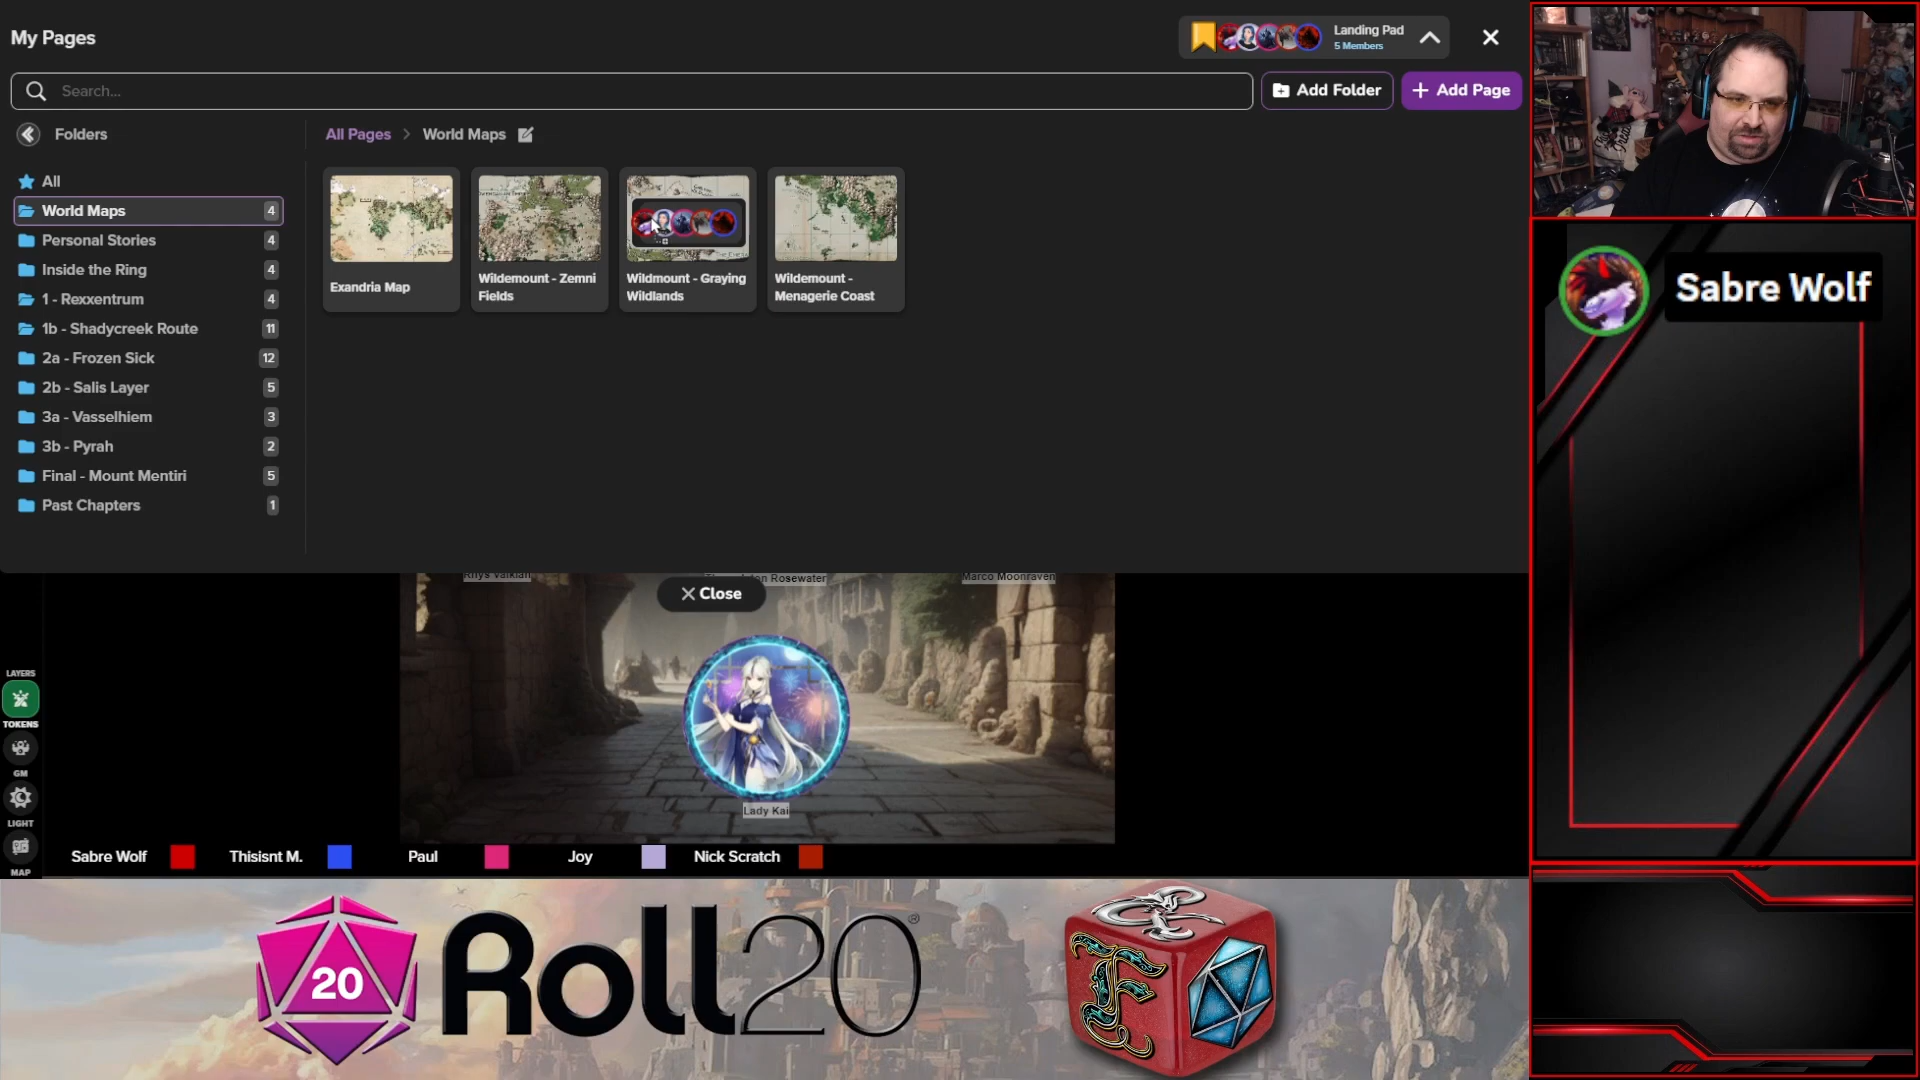 My Pages
Landing Pad
5 Members
Search...
Add Folder
Add Page
Folders
All Pages > World Maps
All
World Maps 4
Personal Stories 4
Inside the Ring 4
1 - Rexxentrum 4
1b - Shadycreek Route 11
2a - Frozen Sick 12
2b - Salis Layer 5
3a - Vasselhiem 3
3b - Pyrah 2
Final - Mount Mentiri 5
Past Chapters 1
Exandria Map
Wildemount - Zemni
Fields
Wildmount - Graying
Wildlands
Wildemount -
Menagerie Coast
Sabre Wolf
Rosewater
Marco Moonraven
Close
Lady Kai
LAYERS
TOKENS
GM
LIGHT
MAP
Sabre Wolf
Thisisnt M.
Paul
Joy
Nick Scratch
20
Roll20®